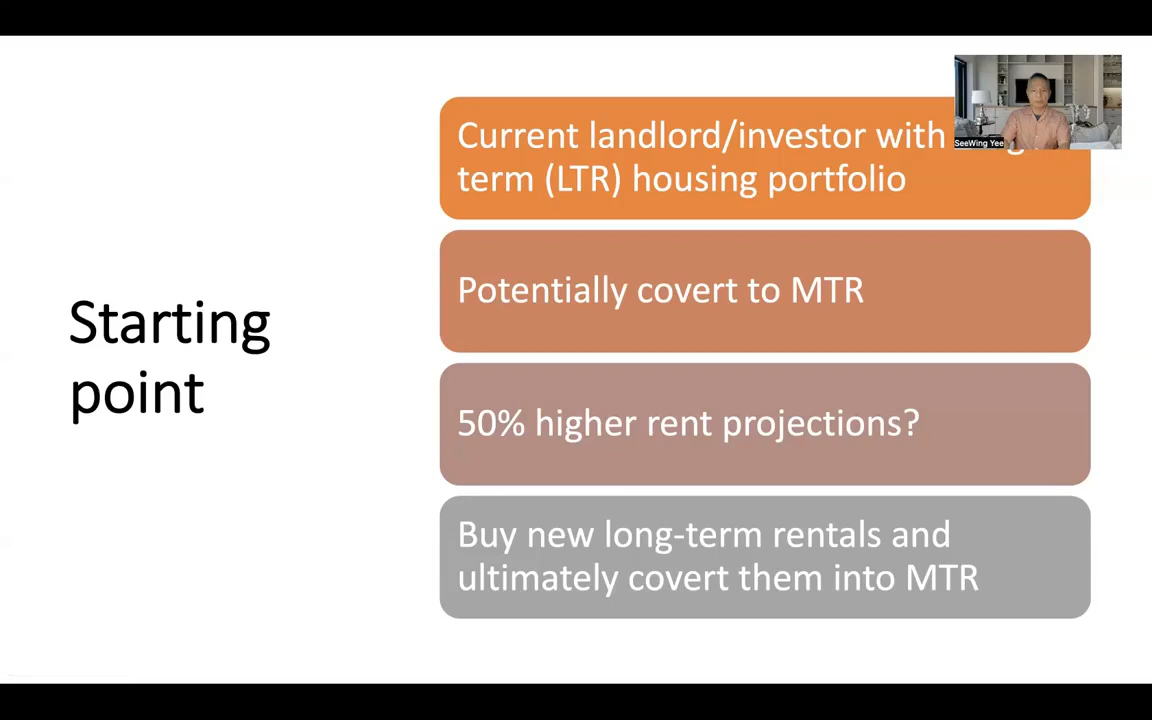 Starting
point
Current landlord/investor with
term (LTR) housing portfolio
Potentially covert to MTR
50% higher rent projections?
Buy new long-term rentals and
ultimately covert them into MTR
SeeWing Yee